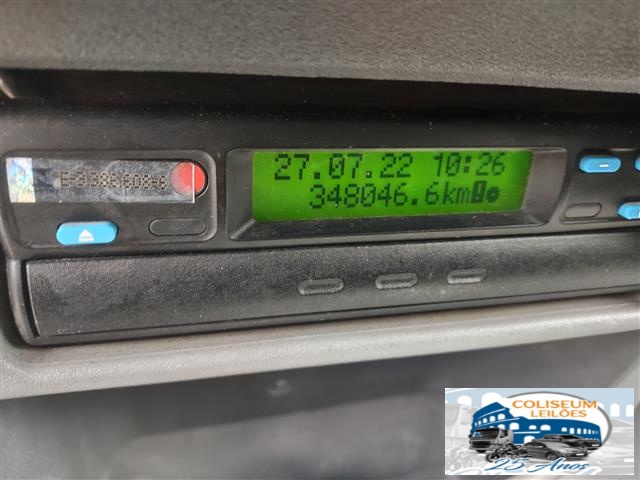 27.07.22 10:26
348046.6km
COLISEUM
LEILÕES
25 Anos